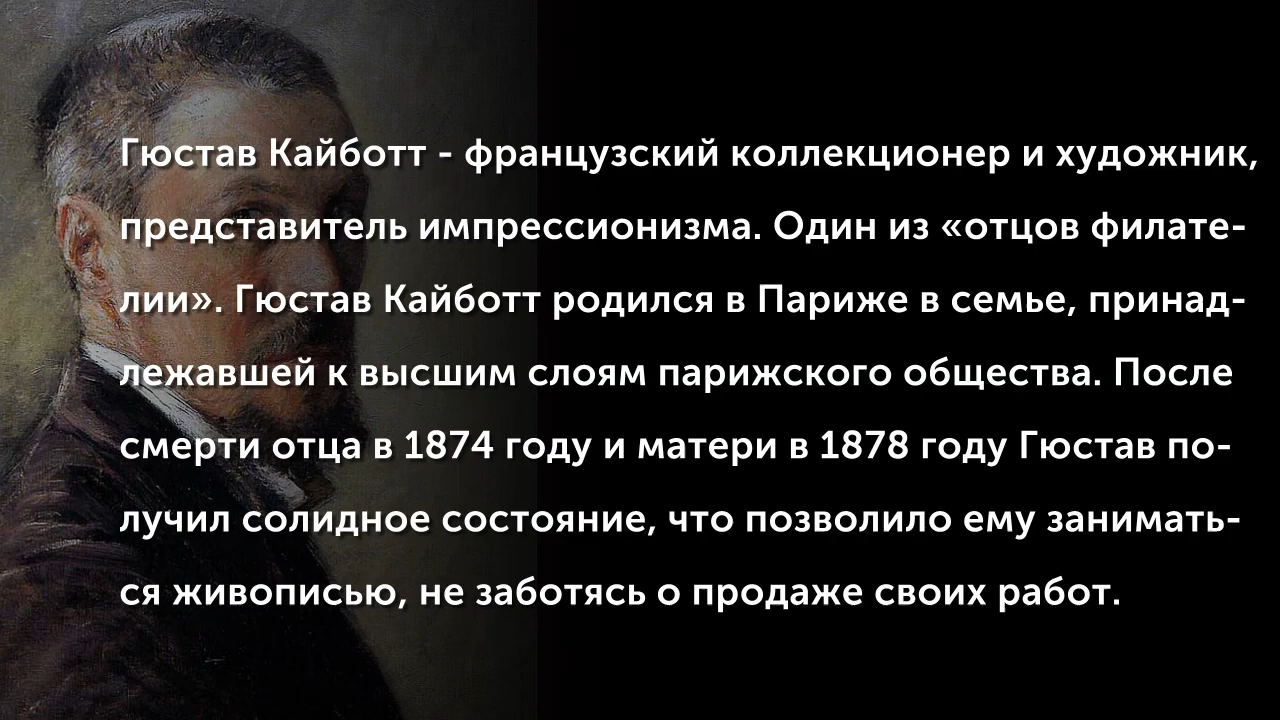 Гюстав Кайботт - французский коллекционер и художник,
представитель импрессионизма. Один из «отцов филате-
лии». Гюстав Кайботт родился в Париже в семье, принад-
лежавшей к высшим слоям парижского общества. После
смерти отца в 1874 году и матери в 1878 году Гюстав по-
лучил солидное состояние, что позволило ему занимать-
ся живописью, не заботясь о продаже своих работ.